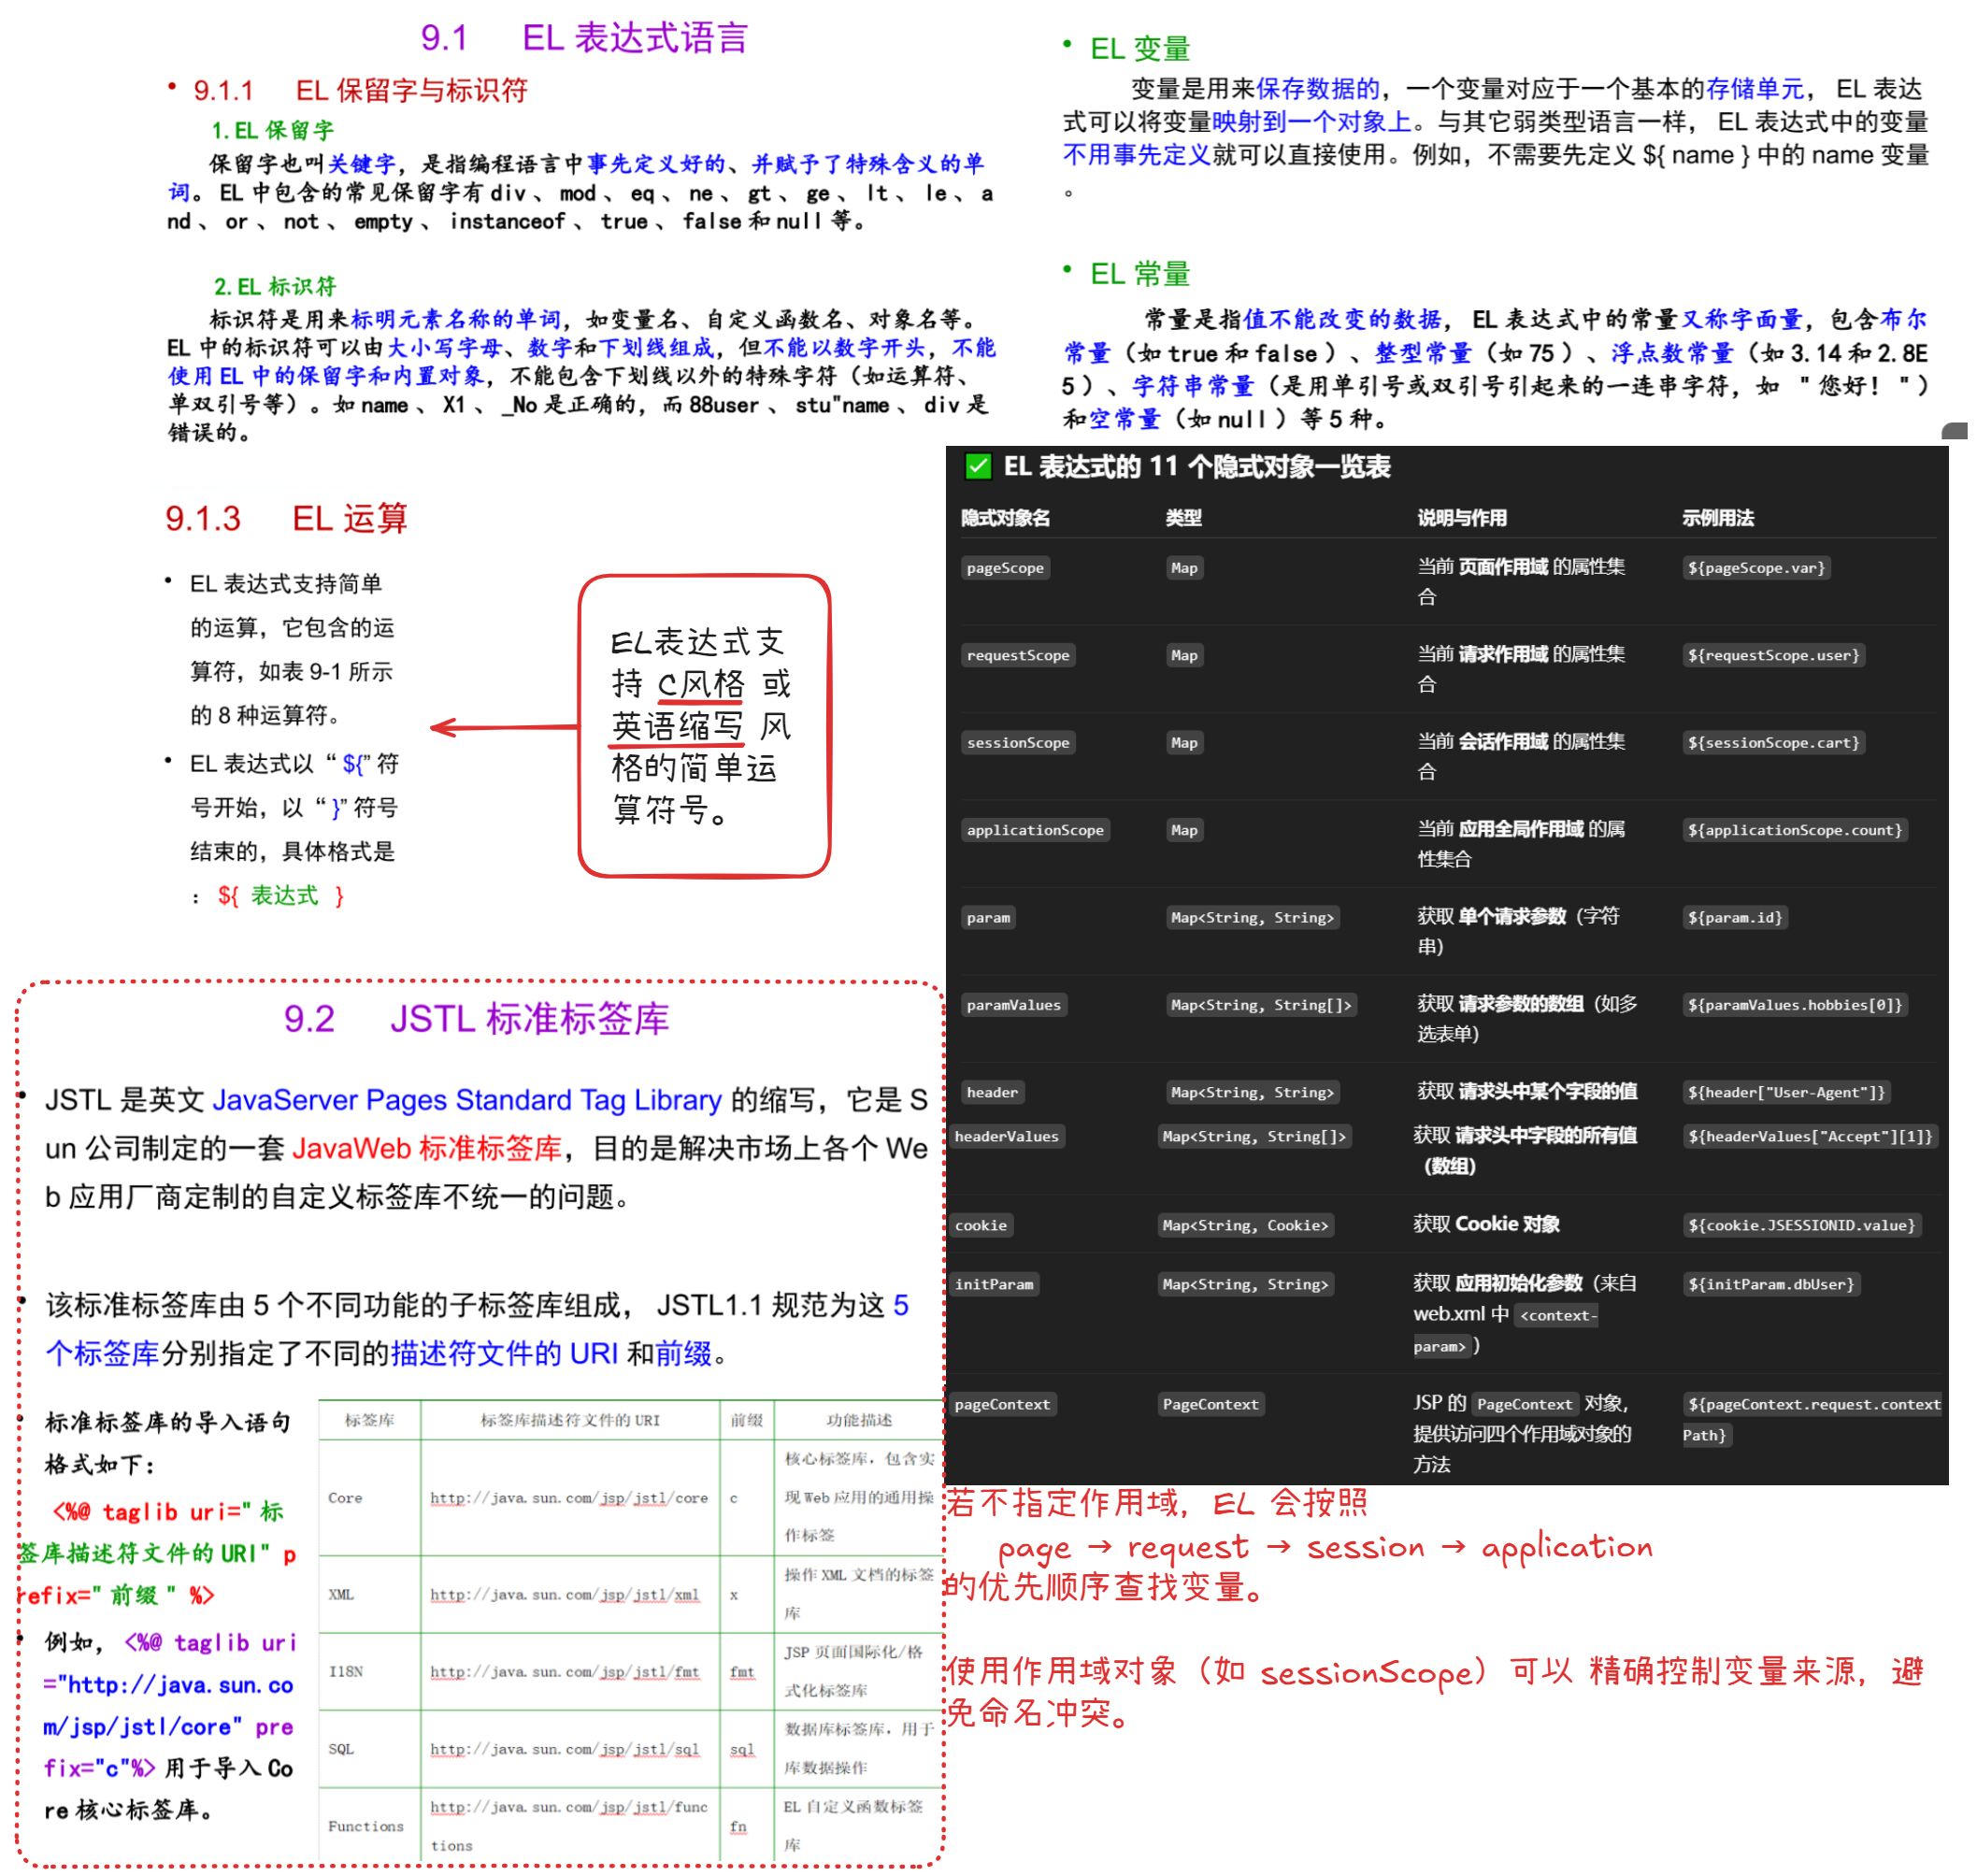 9.1 EL 表达式语言
• 9.1.1 EL 保留字与标识符
1. EL 保留字
保留字也叫关键字，是指编程语言中事先定义好的、并赋予了特殊含义的单
词。 EL 中包含的常见保留字有 div 、 mod 、 eq 、 ne 、 gt 、 ge 、 lt 、 le 、 a
nd 、 or 、 not 、 empty 、 instanceof 、 true 、 false 和 null 等。
2. EL 标识符
标识符是用来标明元素名称的单词，如变量名、自定义函数名、对象名等。
EL 中的标识符可以由大小写字母、数字和下划线组成，但不能以数字开头，不能
使用 EL 中的保留字和内置对象，不能包含下划线以外的特殊字符（如运算符、
单双引号等）。如 name 、 X1 、 _No 是正确的，而 88user 、 stu"name 、 div 是
错误的。
• EL 变量
变量是用来保存数据的，一个变量对应于一个基本的存储单元， EL 表达
式可以将变量映射到一个对象上。与其它弱类型语言一样， EL 表达式中的变量
不用事先定义就可以直接使用。例如，不需要先定义 ${ name } 中的 name 变量
。
• EL 常量
常量是指值不能改变的数据， EL 表达式中的常量又称字面量，包含布尔
常量（如 true 和 false ）、整型常量（如 75 ）、浮点数常量（如 3.14 和 2.8E
5 ）、字符串常量（是用单引号或双引号引起来的一连串字符，如 " 您好！ "）
和空常量（如 null ）等 5 种。
9.1.3 EL 运算
• EL 表达式支持简单
的运算，它包含的运
算符，如表 9-1 所示
的 8 种运算符。
• EL 表达式以“ ${” 符
号开始，以“ }” 符号
结束的，具体格式是
： ${ 表达式 }
EL表达式支
持 C风格 或
英语缩写 风
格的简单运
算符号。
✅ EL 表达式的 11 个隐式对象一览表
隐式对象名 类型 说明与作用 示例用法
pageScope Map 当前 页面作用域 的属性集 ${pageScope.var}
合
requestScope Map 当前 请求作用域 的属性集 ${requestScope.user}
合
sessionScope Map 当前 会话作用域 的属性集 ${sessionScope.cart}
合
applicationScope Map 当前 应用全局作用域 的属 ${applicationScope.count}
性集合
param Map<String, String> 获取 单个请求参数（字符 ${param.id}
串）
paramValues Map<String, String[]> 获取 请求参数的数组（如多 ${paramValues.hobbies[0]}
选表单）
header Map<String, String> 获取 请求头中某个字段的值 ${header["User-Agent"]}
headerValues Map<String, String[]> 获取 请求头中字段的所有值 ${headerValues["Accept"][1]}
（数组）
cookie Map<String, Cookie> 获取 Cookie 对象 ${cookie.JSESSIONID.value}
initParam Map<String, String> 获取 应用初始化参数（来自 ${initParam.dbUser}
web.xml 中 <context-
param> ）
pageContext PageContext JSP 的 PageContext 对象， ${pageContext.request.context
提供访问四个作用域对象的 Path}
方法
若不指定作用域，EL 会按照
page → request → session → application
的优先顺序查找变量。
使用作用域对象（如 sessionScope）可以 精确控制变量来源，避
免命名冲突。
9.2 JSTL 标准标签库
• JSTL 是英文 JavaServer Pages Standard Tag Library 的缩写，它是 S
un 公司制定的一套 JavaWeb 标准标签库，目的是解决市场上各个 We
b 应用厂商定制的自定义标签库不统一的问题。
• 该标准标签库由 5 个不同功能的子标签库组成， JSTL1.1 规范为这 5
个标签库分别指定了不同的描述符文件的 URI 和前缀。
• 标准标签库的导入语句
格式如下：
<%@ taglib uri=" 标
签库描述符文件的 URI" p
refix=" 前缀 " %>
• 例如， <%@ taglib uri
="http://java.sun.co
m/jsp/jstl/core" pre
fix="c"%> 用于导入 Co
re 核心标签库。
标签库 标签库描述符文件的 URI 前缀 功能描述
核心标签库，包含实
Core http://java.sun.com/jsp/jstl/core c 现 Web 应用的通用操
作标签
XML http://java.sun.com/jsp/jstl/xml x 操作 XML 文档的标签
库
I18N http://java.sun.com/jsp/jstl/fmt fmt JSP 页面国际化/格
式化标签库
SQL http://java.sun.com/jsp/jstl/sql sql 数据库标签库，用于
库数据操作
Functions http://java.sun.com/jsp/jstl/func fn EL 自定义函数标签
tions 库